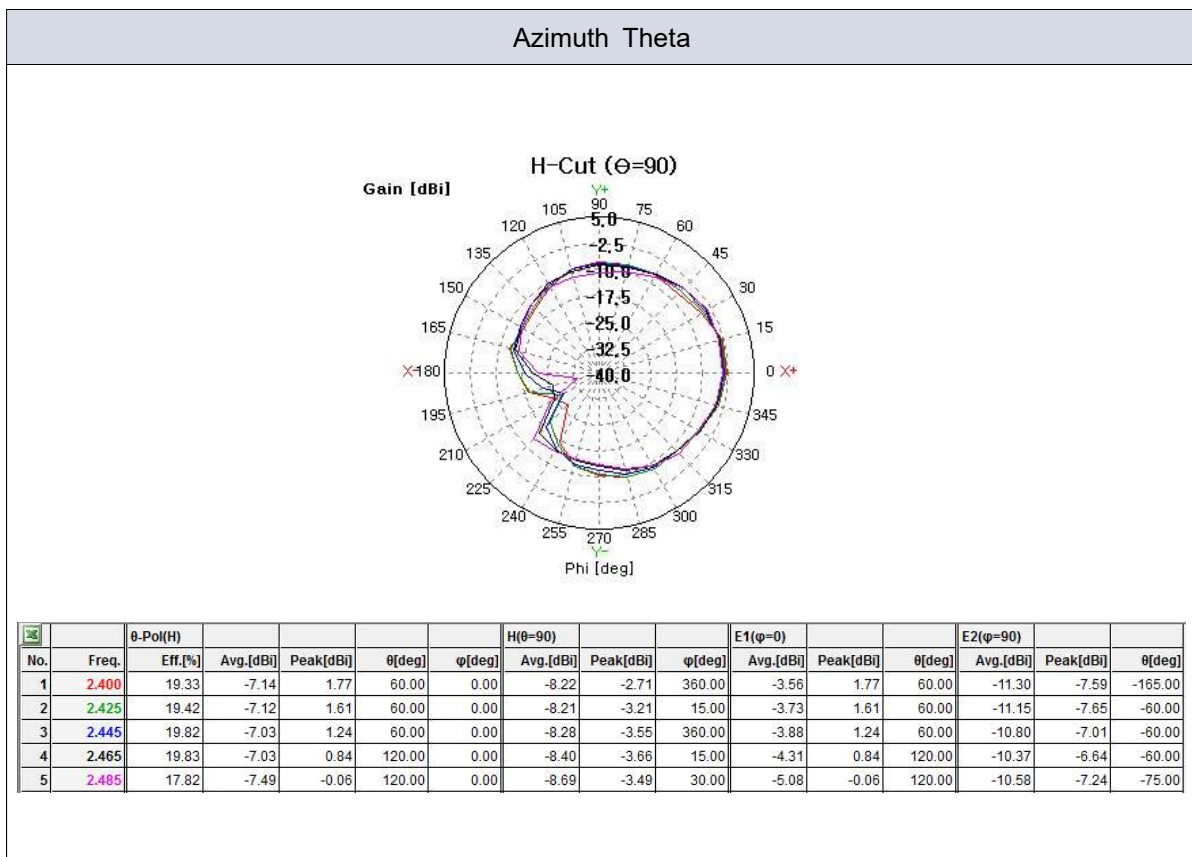 Azimuth Theta
H-Cut (Θ=90)
Gain [dBi]
Y+
90
105 75
120 60
135 45
150 30
165 15
X-180 0 X+
195 345
210 330
225 315
240 300
255 285
270
5.0
-2.5
-10.0
-17.5
-25.0
-32.5
-40.0
Y-
Phi [deg]
θ-Pol(H) H(θ=90) E1(φ=0) E2(φ=90)
No. Freq. Eff.[%] Avg.[dBi] Peak[dBi] θ[deg] φ[deg] Avg.[dBi] Peak[dBi] φ[deg] Avg.[dBi] Peak[dBi] θ[deg] Avg.[dBi] Peak[dBi] θ[deg]
1 2.400 19.33 -7.14 1.77 60.00 0.00 -8.22 -2.71 360.00 -3.56 1.77 60.00 -11.30 -7.59 -165.00
2 2.425 19.42 -7.12 1.61 60.00 0.00 -8.21 -3.21 15.00 -3.73 1.61 60.00 -11.15 -7.65 -60.00
3 2.445 19.82 -7.03 1.24 60.00 0.00 -8.28 -3.55 360.00 -3.88 1.24 60.00 -10.80 -7.01 -60.00
4 2.465 19.83 -7.03 0.84 120.00 0.00 -8.40 -3.66 15.00 -4.31 0.84 120.00 -10.37 -6.64 -60.00
5 2.485 17.82 -7.49 -0.06 120.00 0.00 -8.69 -3.49 30.00 -5.08 -0.06 120.00 -10.58 -7.24 -75.00